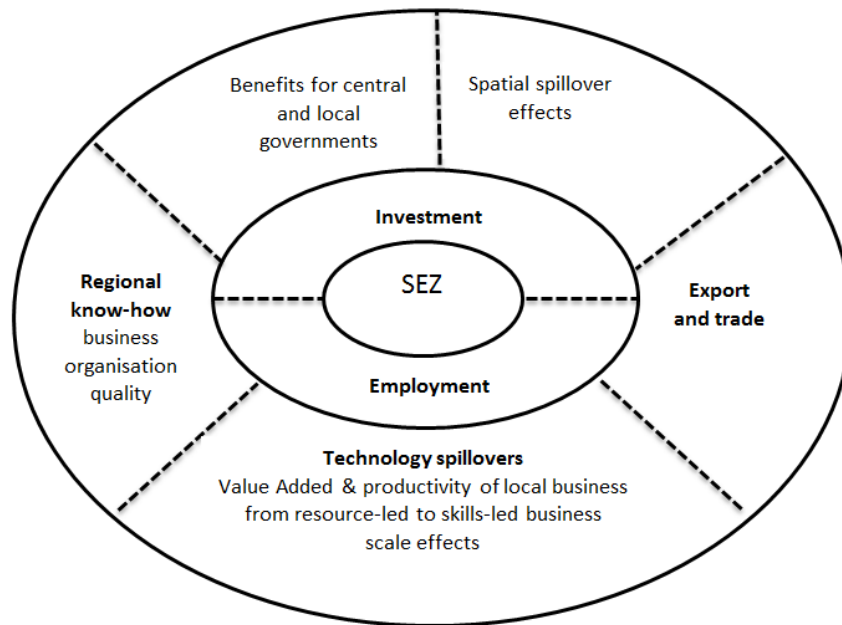 Benefits for central
and local
governments
Spatial spillover
effects
Investment
SEZ
Regional
know-how
business
organisation
quality
Export
and trade
Employment
Technology spillovers
Value Added & productivity of local business
from resource-led to skills-led business
scale effects